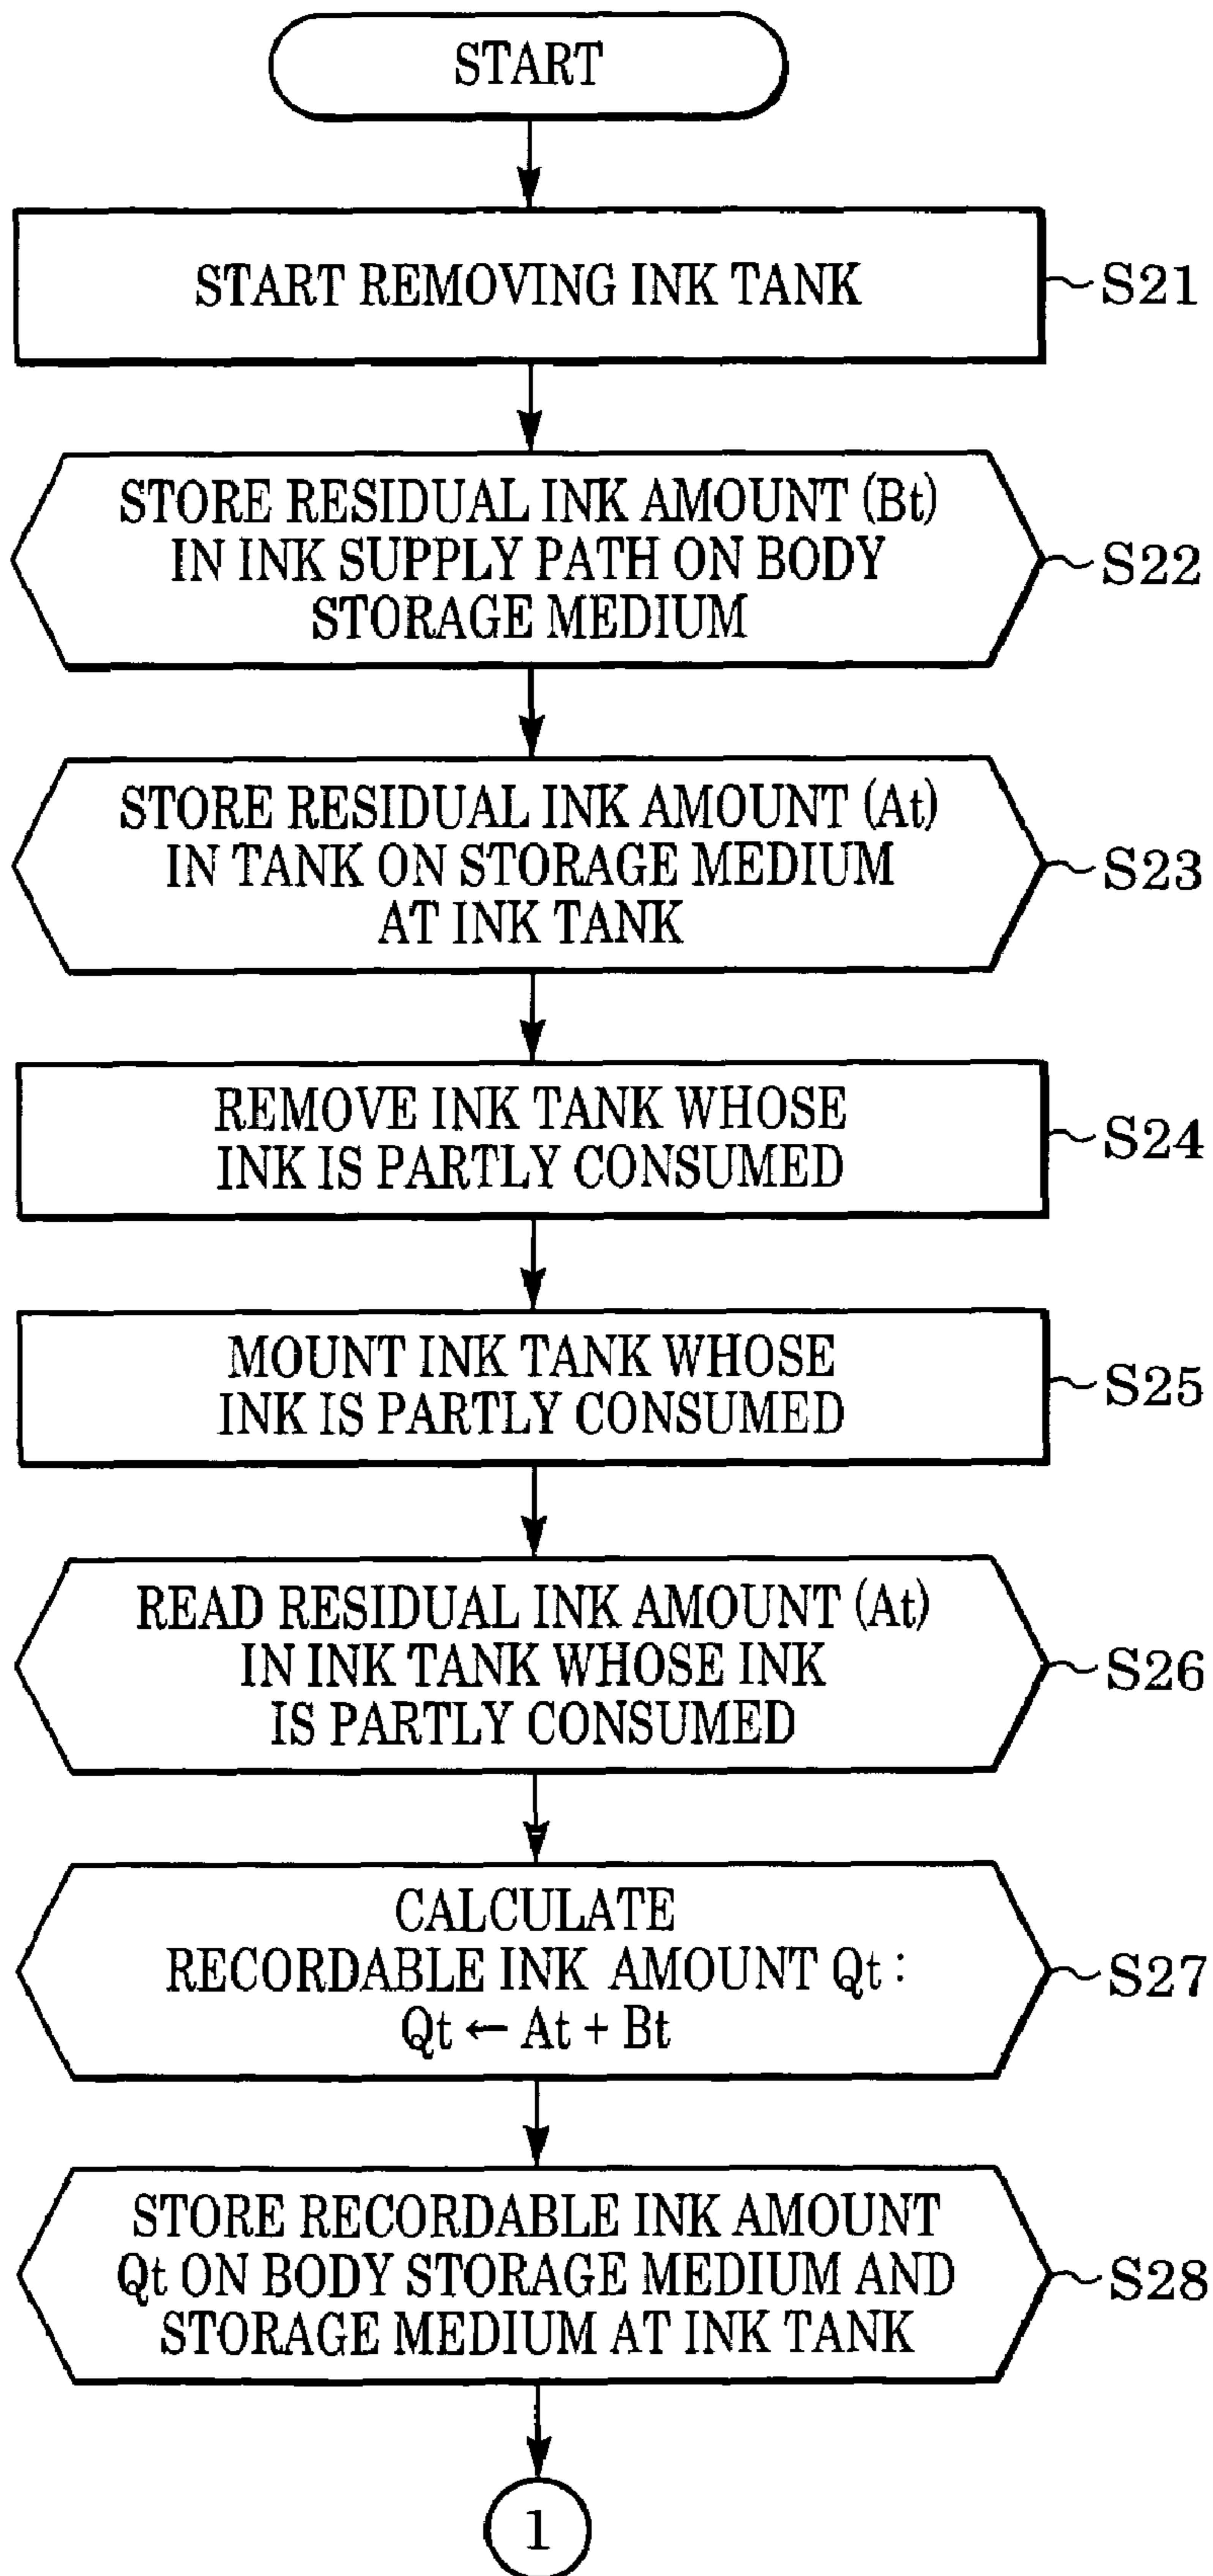 START
START REMOVING INK TANK
S21
STORE RESIDUAL INK AMOUNT (Bt)
IN INK SUPPLY PATH ON BODY
STORAGE MEDIUM
S22
STORE RESIDUAL INK AMOUNT (At)
IN TANK ON STORAGE MEDIUM
AT INK TANK
S23
REMOVE INK TANK WHOSE
INK IS PARTLY CONSUMED
S24
MOUNT INK TANK WHOSE
INK IS PARTLY CONSUMED
S25
READ RESIDUAL INK AMOUNT (At)
IN INK TANK WHOSE INK
IS PARTLY CONSUMED
S26
CALCULATE
RECORDABLE INK AMOUNT Qt :
Qt ← At + Bt
S27
STORE RECORDABLE INK AMOUNT
Qt ON BODY STORAGE MEDIUM AND
STORAGE MEDIUM AT INK TANK
S28
1